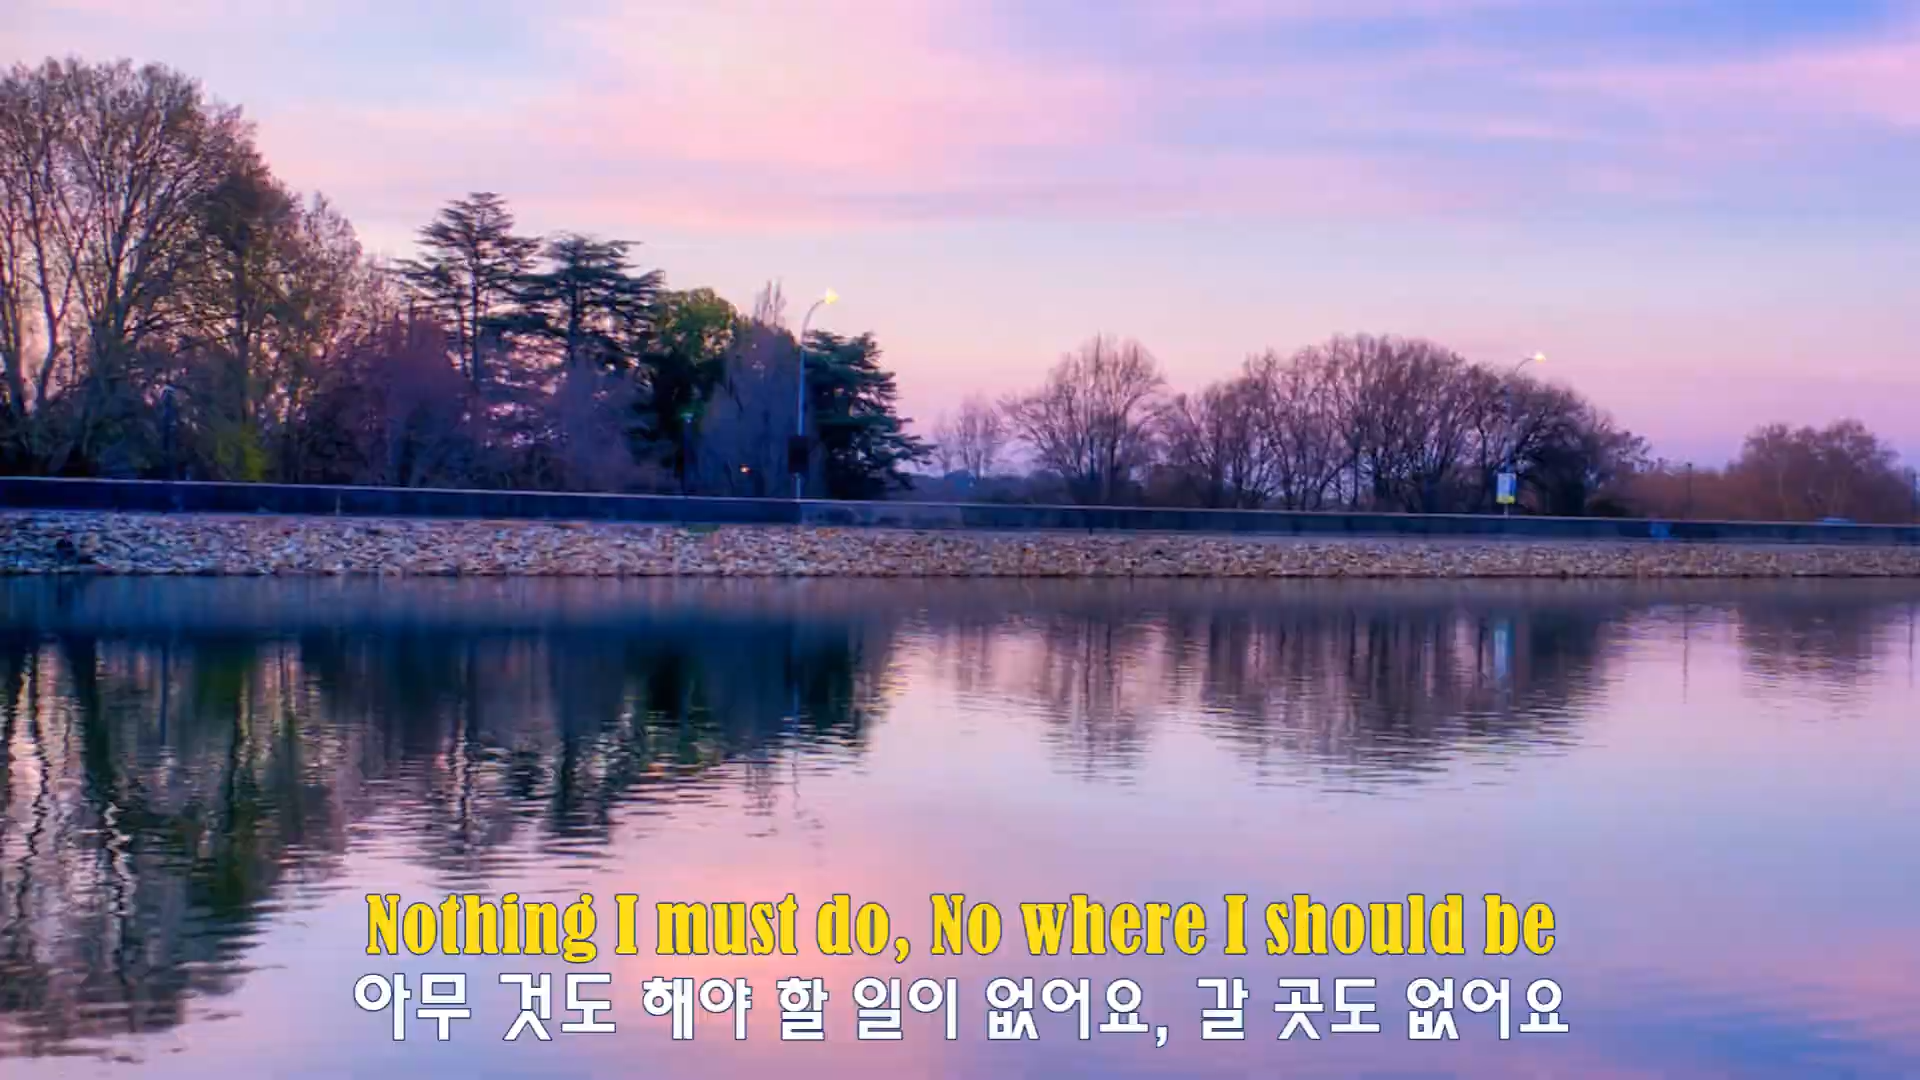 Nothing I must do, No where I should be
아무 것도 해야 할 일이 없어요, 갈 곳도 없어요